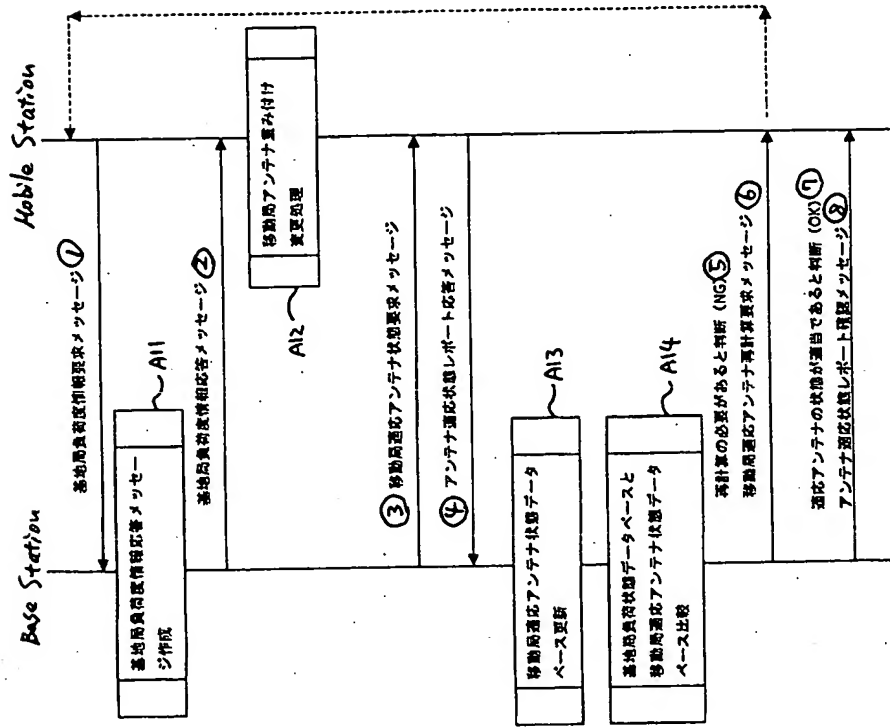 Base Station
Mobile Station
基地局負荷度情報要求メッセージ ①
基地局負荷度情報応答メッセー
ジ作成
A11
基地局負荷度情報応答メッセージ ②
移動局アンテナ重み付け
変更処理
A12
③ 移動局適応アンテナ状態要求メッセージ
④ アンテナ適応状態レポート応答メッセージ
移動局適応アンテナ状態データ
ベース更新
A13
基地局負荷状態データベースと
移動局適応アンテナ状態データ
ベース比較
A14
再計算の必要があると判断 (NG) ⑤
移動局適応アンテナ再計算要求メッセージ ⑥
適応アンテナの状態が適当であると判断 (OK) ⑦
アンテナ適応状態レポート確認メッセージ ⑧